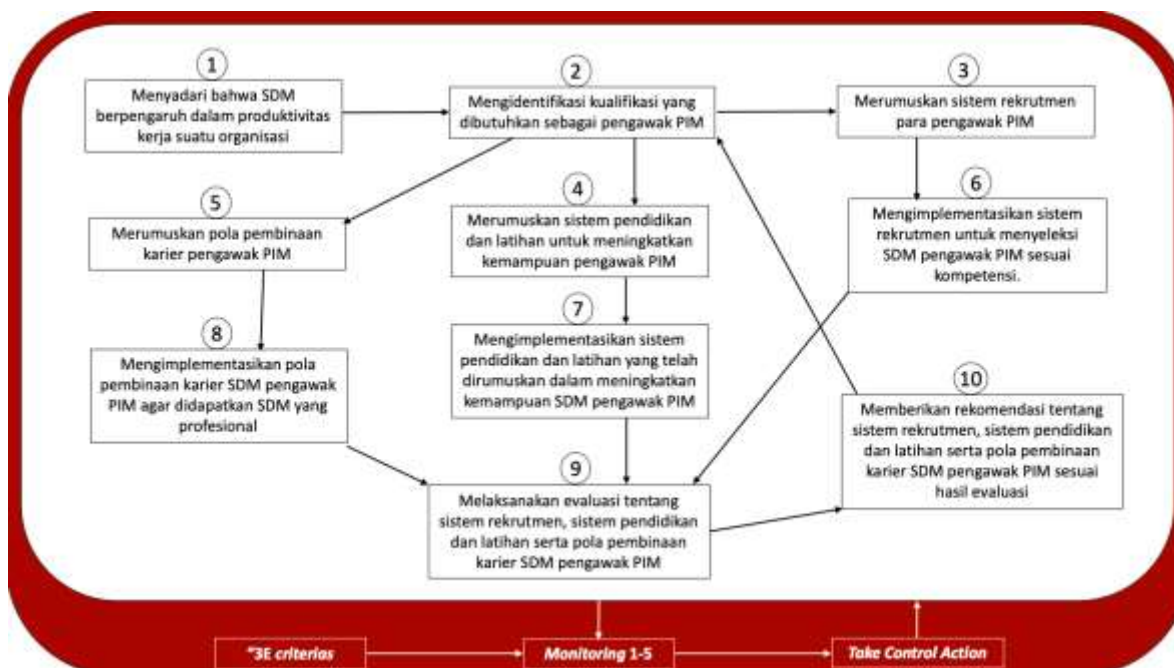 1
Menyadari bahwa SDM
berpengaruh dalam produktivitas
kerja suatu organisasi
2
Mengidentifikasi kualifikasi yang
dibutuhkan sebagai pengawak PIM
3
Merumuskan sistem rekrutmen
para pengawak PIM
5
Merumuskan pola pembinaan
karier pengawak PIM
4
Merumuskan sistem pendidikan
dan latihan untuk meningkatkan
kemampuan pengawak PIM
6
Mengimplementasikan sistem
rekrutmen untuk menyeleksi
SDM pengawak PIM sesuai
kompetensi.
8
Mengimplementasikan pola
pembinaan karier SDM pengawak
PIM agar didapatkan SDM yang
profesional
7
Mengimplementasikan sistem
pendidikan dan latihan yang telah
dirumuskan dalam meningkatkan
kemampuan SDM pengawak PIM
10
Memberikan rekomendasi tentang
sistem rekrutmen, sistem pendidikan
dan latihan serta pola pembinaan
karier SDM pengawak PIM sesuai
hasil evaluasi
9
Melaksanakan evaluasi tentang
sistem rekrutmen, sistem pendidikan
dan latihan serta pola pembinaan
karier SDM pengawak PIM
"3E criterias
Monitoring 1-5
Take Control Action